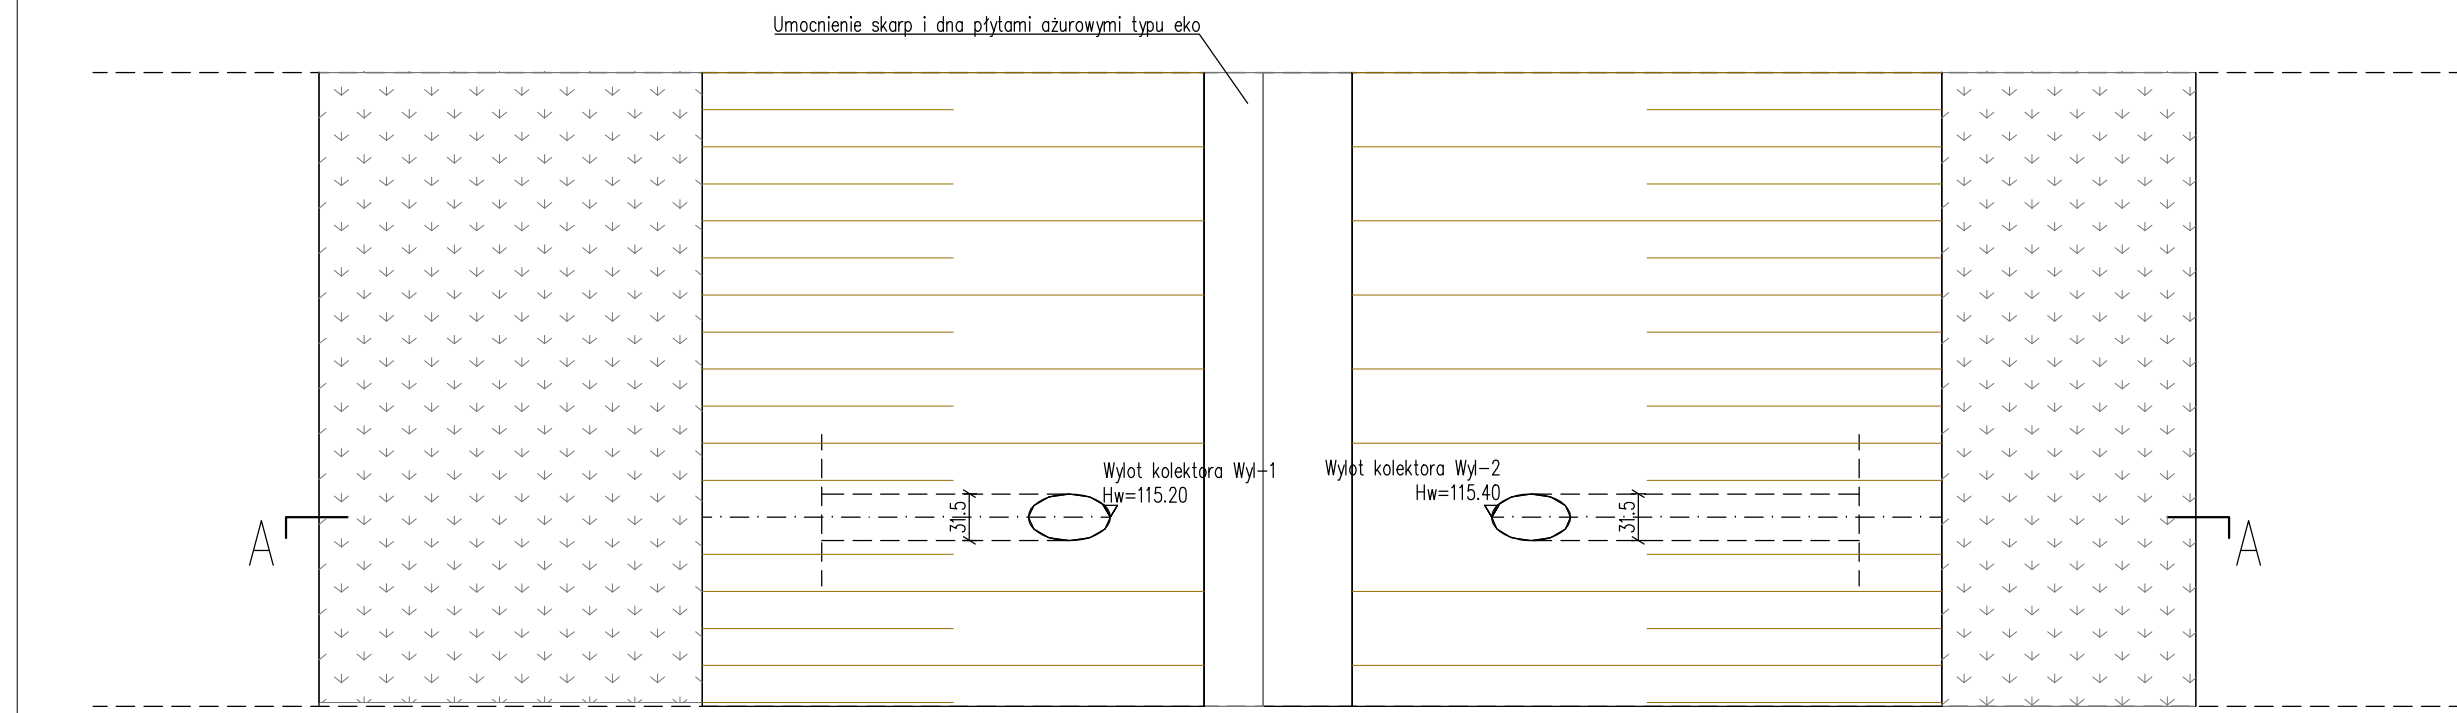 Umocnienie skarp i dna płytami ażurowymi typu eko
Wylot kolektora Wyl-1
Hw=115.20
Wylot kolektora Wyl-2
Hw=115.40
31.5
31.5
A
A